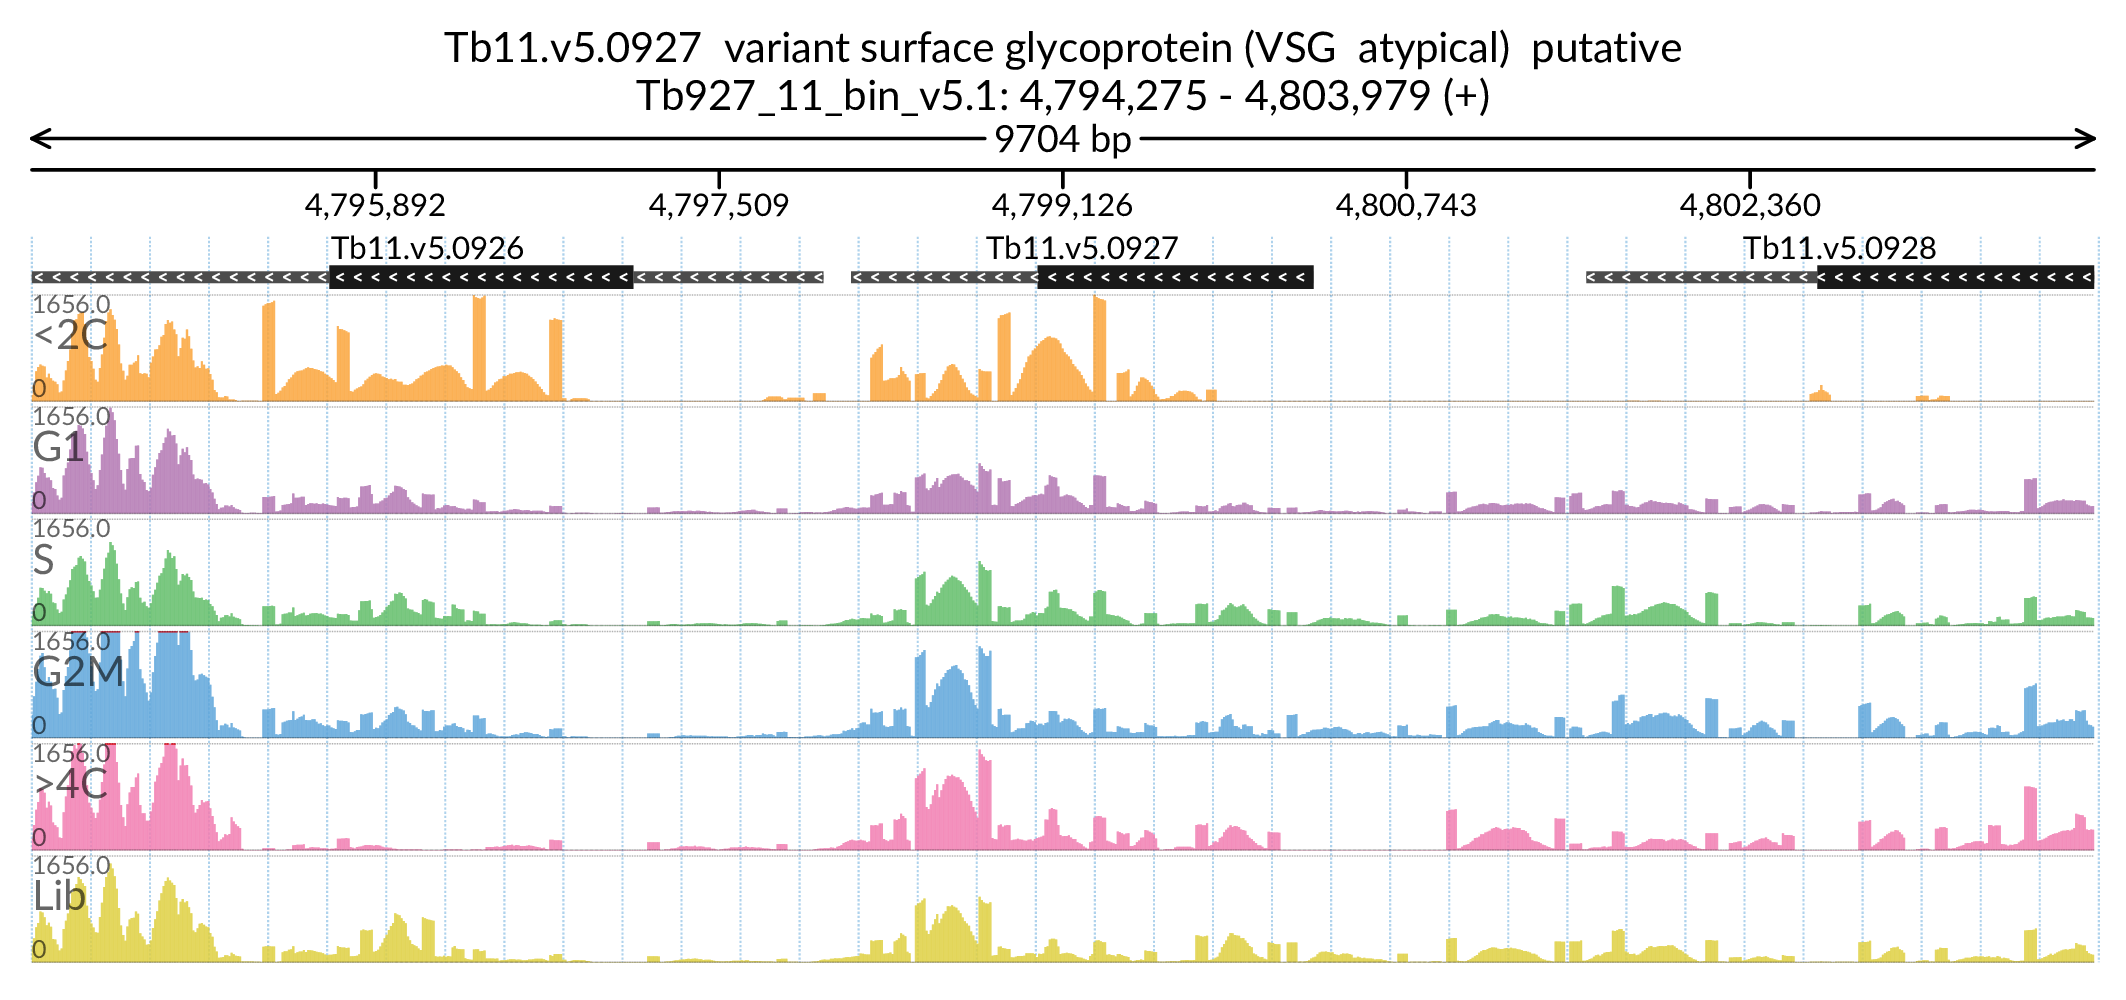 Tb11.v5.0927 variant surface glycoprotein (VSG atypical) putative
Tb927_11_bin_v5.1: 4,794,275 - 4,803,979 (+)
9704 bp
4,795,892 4,797,509 4,799,126 4,800,743 4,802,360
Tb11.v5.0926 Tb11.v5.0927 Tb11.v5.0928
1656.0
<2C
0
1656.0
G1
0
1656.0
S
0
1656.0
G2M
0
1656.0
>4C
0
1656.0
Lib
0